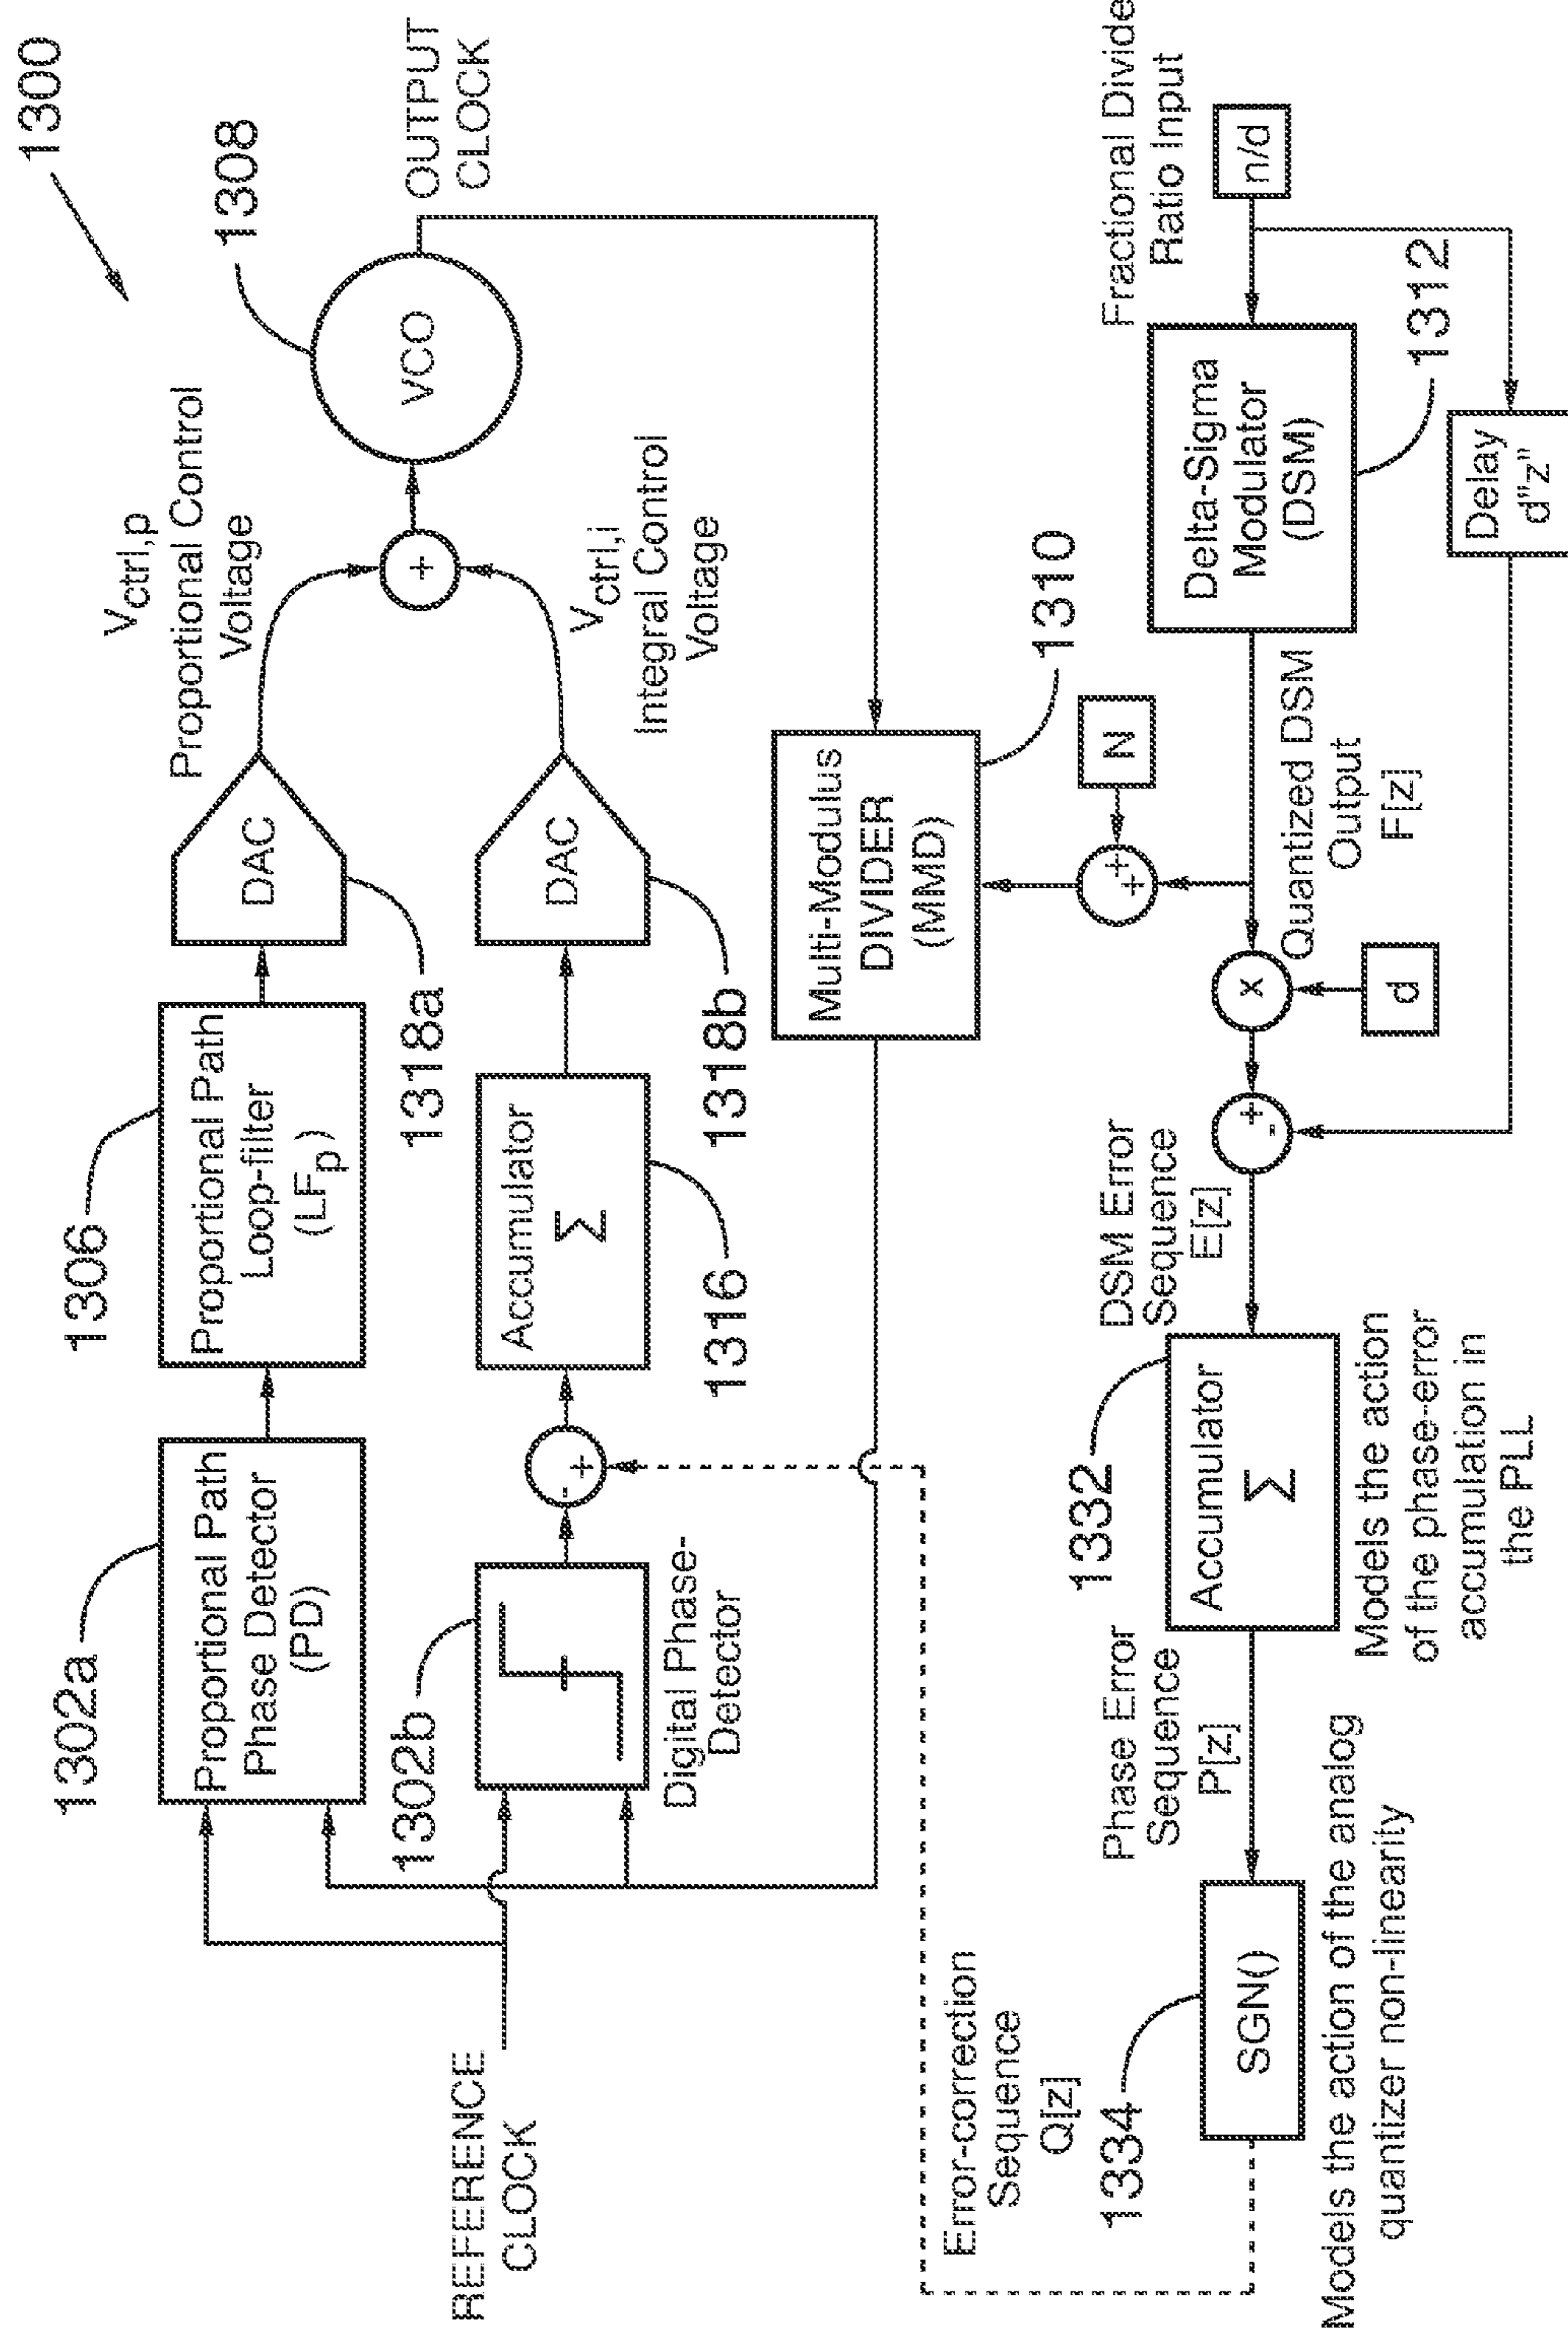 1300
1302a
Proportional Path
Phase Detector
(PD)
1306
Proportional Path
Loop-filter
(LFp)
DAC
1318a
Vctrl,p
Proportional Control
Voltage
1308
VCO
OUTPUT
CLOCK
+
REFERENCE
CLOCK
1302b
Digital Phase-
Detector
- +
Accumulator
Σ
1316
DAC
1318b
Vctrl,i
Integral Control
Voltage
Multi-Modulus
DIVIDER
(MMD)
1310
N
+ +
Error-correction
Sequence
Q[z]
1334
SGN()
Models the action of the analog
quantizer non-linearity
Phase Error
Sequence
P[z]
1332
Accumulator
Σ
Models the action
of the phase-error
accumulation in
the PLL
DSM Error
Sequence
E[z]
- +
x
d
Quantized DSM
Output
F[z]
Delta-Sigma
Modulator
(DSM)
1312
Fractional Divide
Ratio Input
n/d
Delay
d"z"